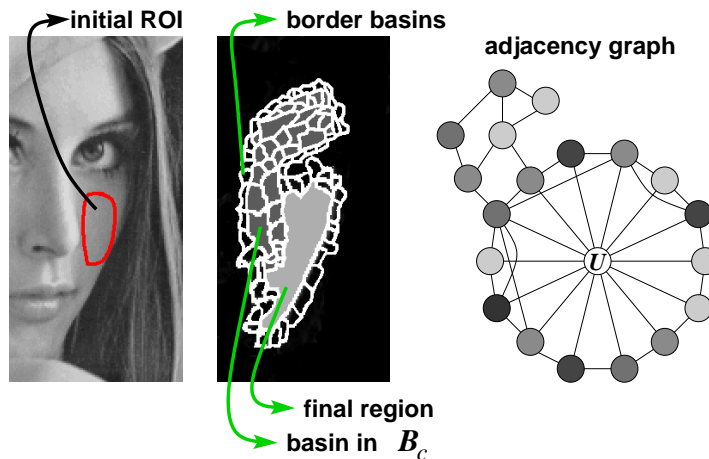 initial ROI
border basins
adjacency graph
U
final region
basin in B_c